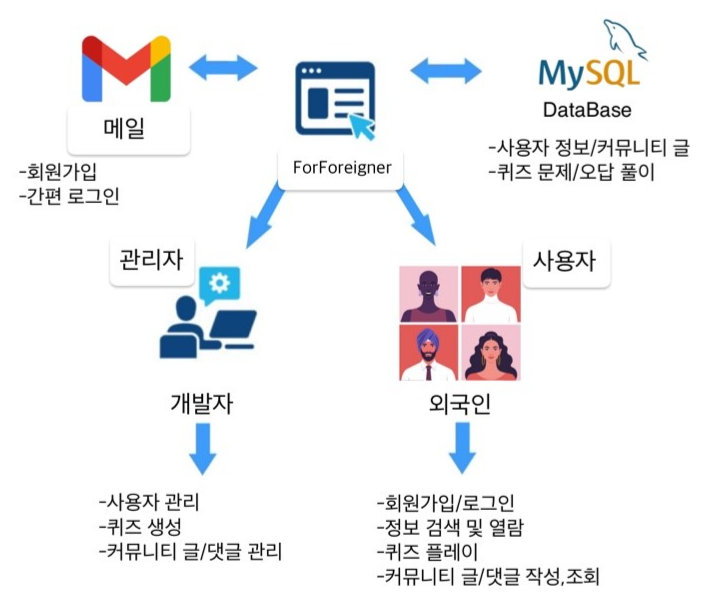 메일
-회원가입
-간편 로그인
ForForeigner
MySQL
DataBase
-사용자 정보/커뮤니티 글
-퀴즈 문제/오답 풀이
관리자
사용자
개발자
외국인
-사용자 관리
-퀴즈 생성
-커뮤니티 글/댓글 관리
-회원가입/로그인
-정보 검색 및 열람
-퀴즈 플레이
-커뮤니티 글/댓글 작성,조회